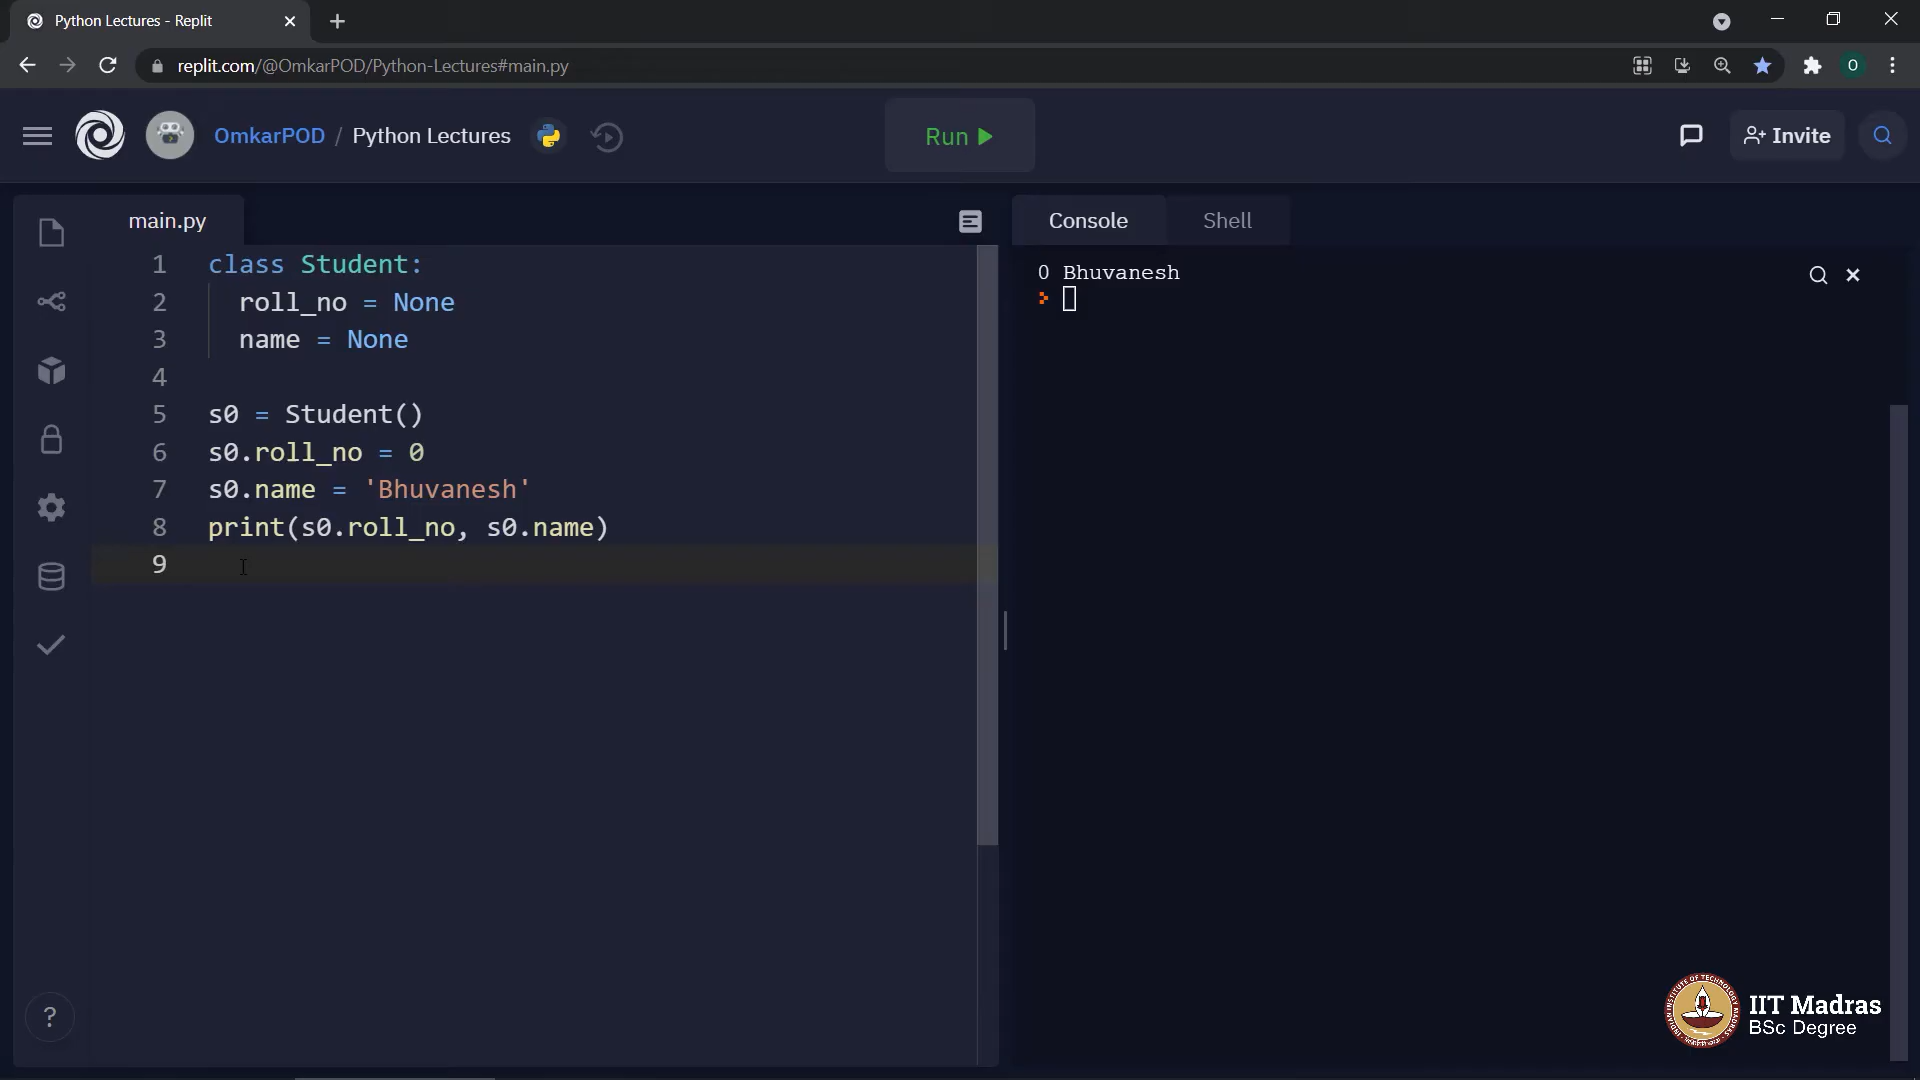 Python Lectures - Replit
replit.com/@OmkarPOD/Python-Lectures#main.py
O
OmkarPOD / Python Lectures
Run
Invite
main.py
Console
Shell
1 class Student:
2 roll_no = None
3 name = None
4
5 s0 = Student()
6 s0.roll_no = 0
7 s0.name = 'Bhuvanesh'
8 print(s0.roll_no, s0.name)
9
0 Bhuvanesh
?
IIT Madras
BSc Degree